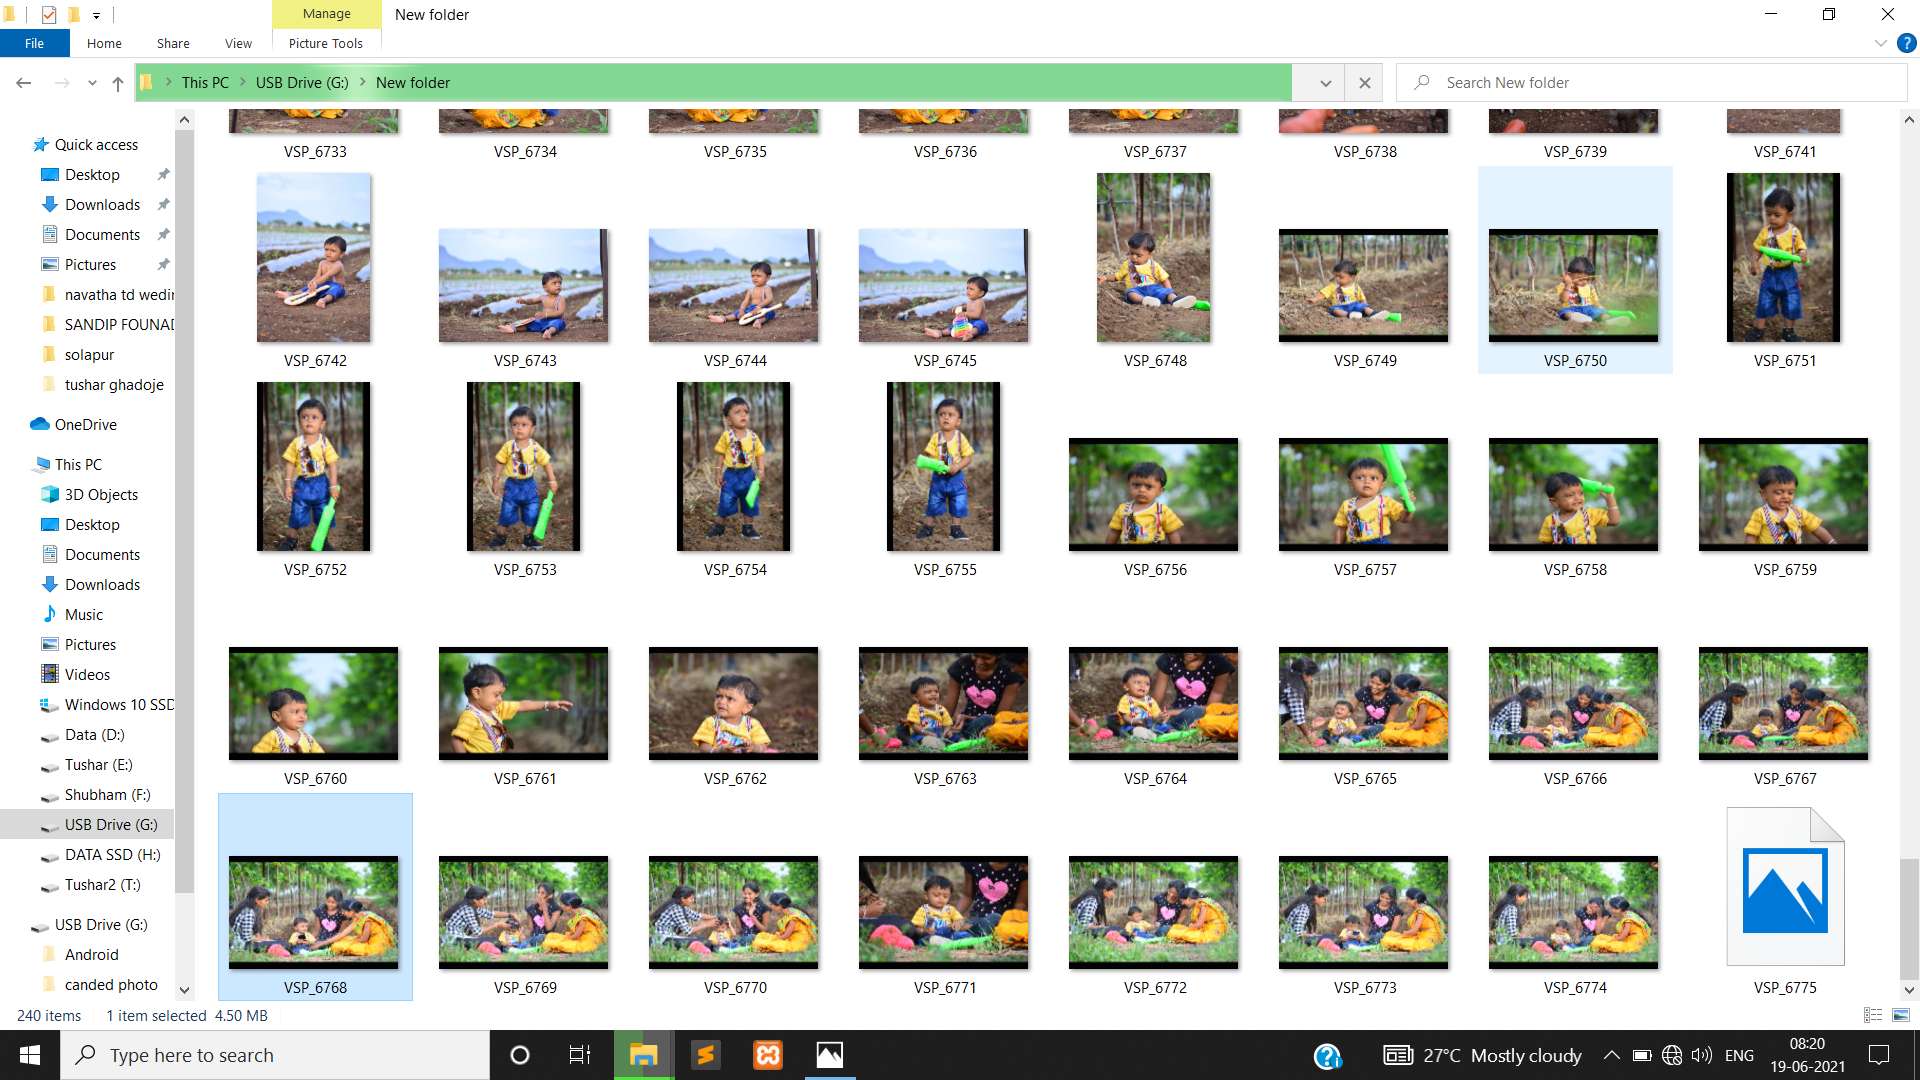 Manage
New folder
File
Home
Share
View
Picture Tools
This PC
USB Drive (G:)
New folder
Search New folder
Quick access
Desktop
Downloads
Documents
Pictures
navatha td wedin
SANDIP FOUNAD
solapur
tushar ghadoje
OneDrive
This PC
3D Objects
Desktop
Documents
Downloads
Music
Pictures
Videos
Windows 10 SSD
Data (D:)
Tushar (E:)
Shubham (F:)
USB Drive (G:)
DATA SSD (H:)
Tushar2 (T:)
USB Drive (G:)
Android
canded photo
VSP_6733 VSP_6734 VSP_6735 VSP_6736 VSP_6737 VSP_6738 VSP_6739 VSP_6741
VSP_6742 VSP_6743 VSP_6744 VSP_6745 VSP_6748 VSP_6749 VSP_6750 VSP_6751
VSP_6752 VSP_6753 VSP_6754 VSP_6755 VSP_6756 VSP_6757 VSP_6758 VSP_6759
VSP_6760 VSP_6761 VSP_6762 VSP_6763 VSP_6764 VSP_6765 VSP_6766 VSP_6767
VSP_6768 VSP_6769 VSP_6770 VSP_6771 VSP_6772 VSP_6773 VSP_6774 VSP_6775
240 items 1 item selected 4.50 MB
Type here to search
27°C Mostly cloudy
ENG
08:20
19-06-2021